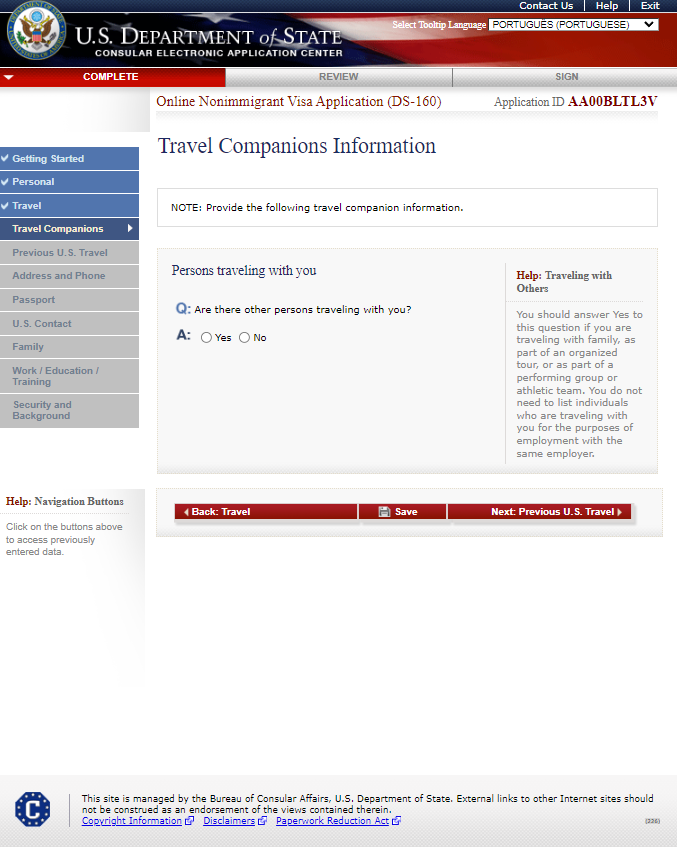 Contact Us | Help | Exit
Select Tooltip Language PORTUGUÊS (PORTUGUESE)
U.S. DEPARTMENT of STATE
CONSULAR ELECTRONIC APPLICATION CENTER
COMPLETE
REVIEW
SIGN
Online Nonimmigrant Visa Application (DS-160)
Application ID AA00BLTL3V
Travel Companions Information
Getting Started
Personal
Travel
Travel Companions
Previous U.S. Travel
Address and Phone
Passport
U.S. Contact
Family
Work / Education /
Training
Security and
Background
Help: Navigation Buttons
Click on the buttons above
to access previously
entered data.
NOTE: Provide the following travel companion information.
Persons traveling with you
Q: Are there other persons traveling with you?
A: Yes No
Help: Traveling with
Others
You should answer Yes to
this question if you are
traveling with family, as
part of an organized
tour, or as part of a
performing group or
athletic team. You do not
need to list individuals
who are traveling with
you for the purposes of
employment with the
same employer.
Back: Travel
Save
Next: Previous U.S. Travel
C
This site is managed by the Bureau of Consular Affairs, U.S. Department of State. External links to other Internet sites should
not be construed as an endorsement of the views contained therein.
Copyright Information Disclaimers Paperwork Reduction Act